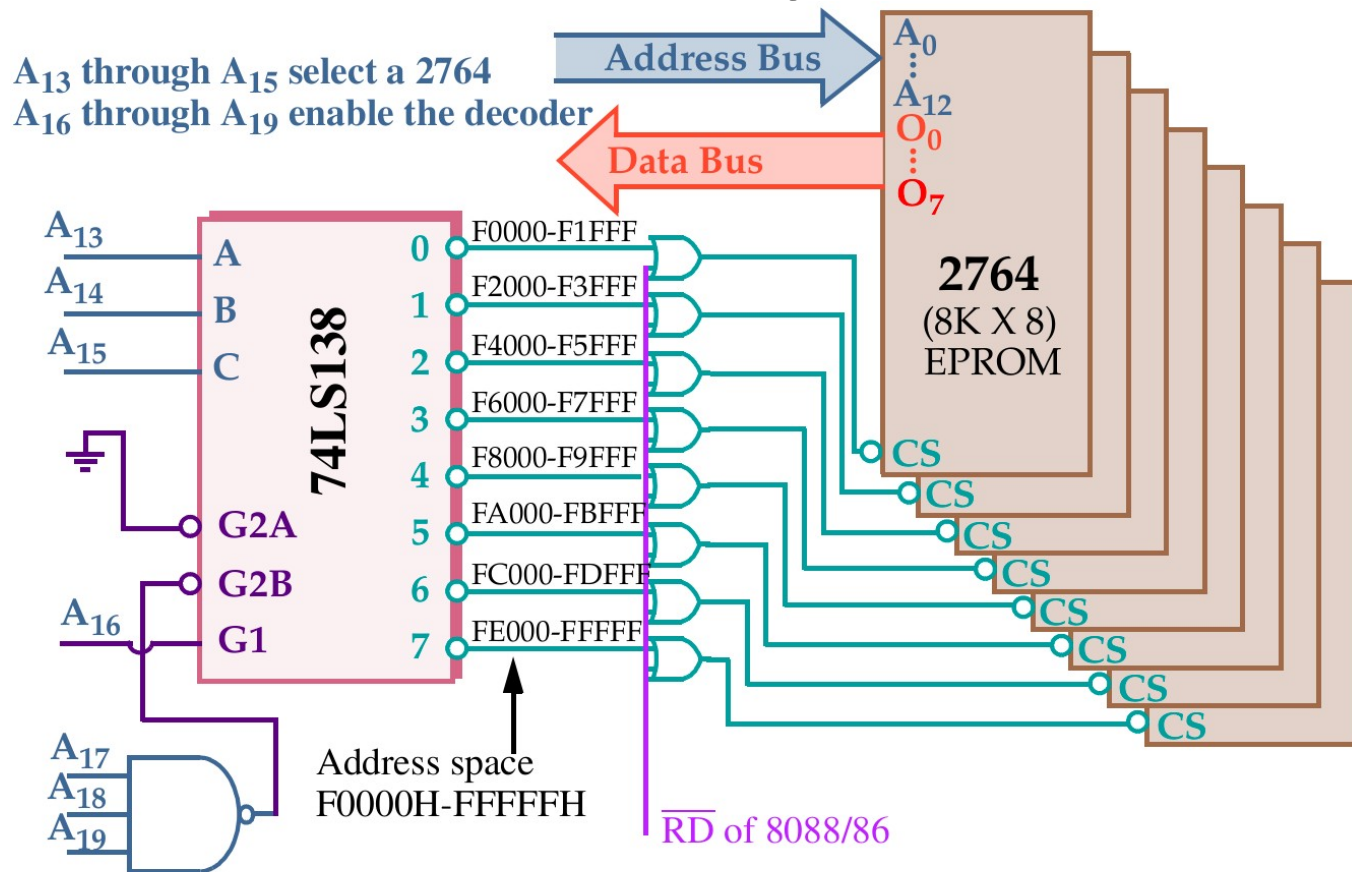 A13 through A15 select a 2764
A16 through A19 enable the decoder
Address Bus
Data Bus
A0
A12
O0
O7
2764
(8K X 8)
EPROM
A13
A14
A15
A
B
C
74LS138
G2A
G2B
G1
A16
0
1
2
3
4
5
6
7
F0000-F1FFF
F2000-F3FFF
F4000-F5FFF
F6000-F7FFF
F8000-F9FFF
FA000-FBFFF
FC000-FDFFF
FE000-FFFFF
CS
CS
CS
CS
CS
CS
CS
CS
A17
A18
A19
Address space
F0000H-FFFFFH
R̅D̅ of 8088/86